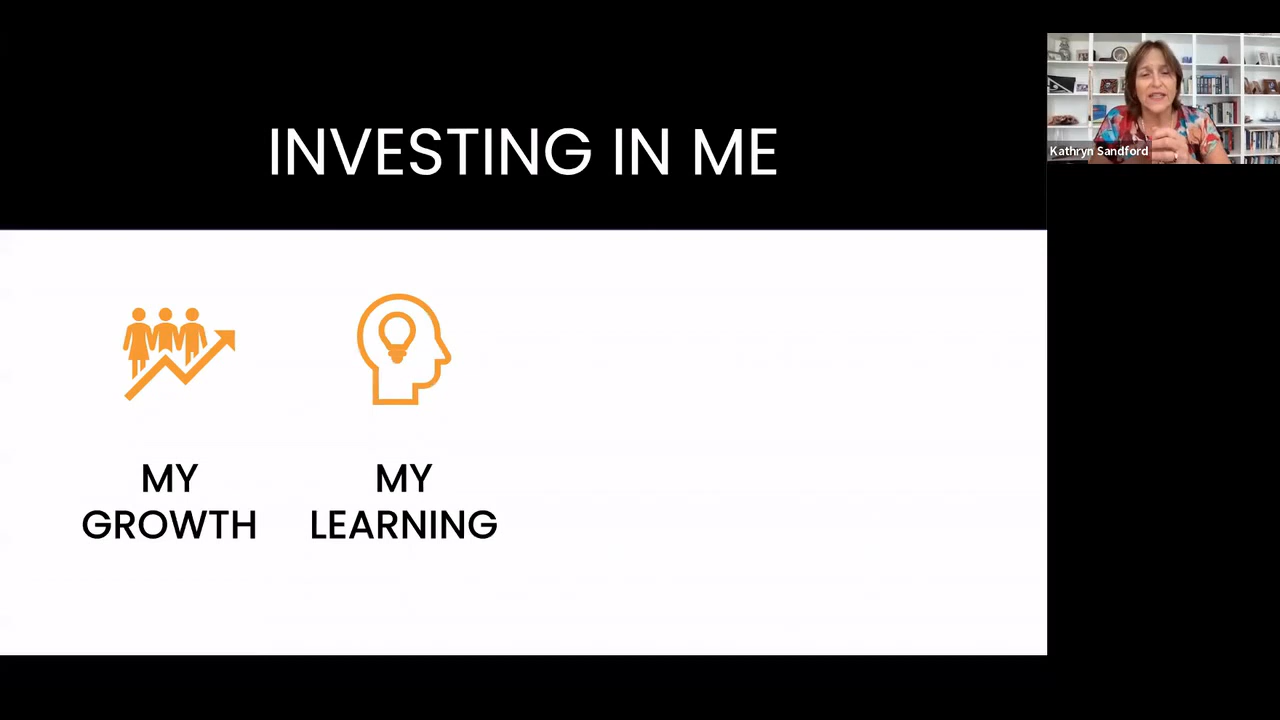 INVESTING IN ME
Kathryn Sandford
MY
GROWTH
MY
LEARNING